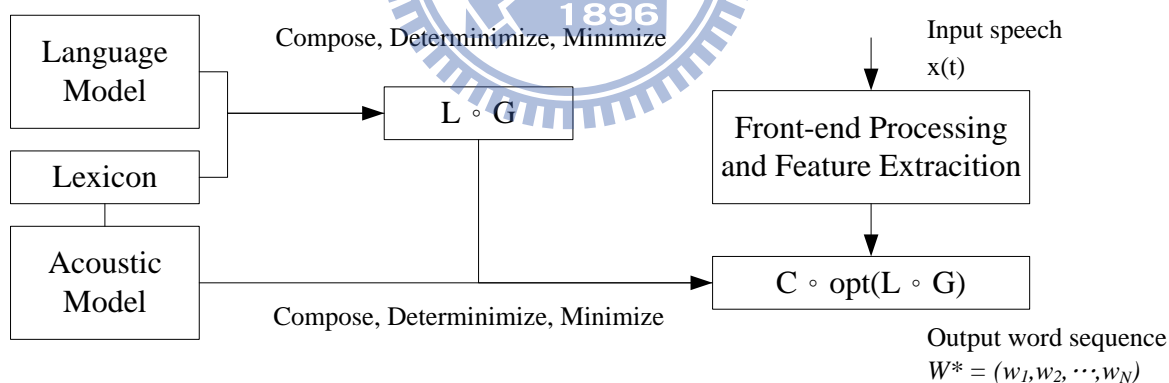 1896
Compose, Determinimize, Minimize
Language
Model
L ∘ G
Lexicon
Acoustic
Model
Compose, Determinimize, Minimize
Input speech
x(t)
Front-end Processing
and Feature Extracition
C ∘ opt(L ∘ G)
Output word sequence
W* = (w₁,w₂, ⋯,w_N)